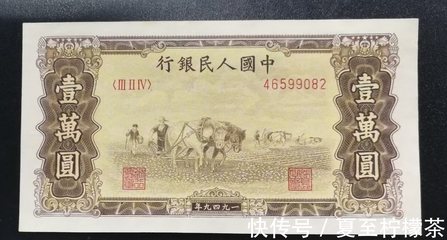 中國人民銀行
〈III II IV〉 46599082
壹萬圓
壹萬圓
一九四九年
快传号 / 夏至柠檬茶